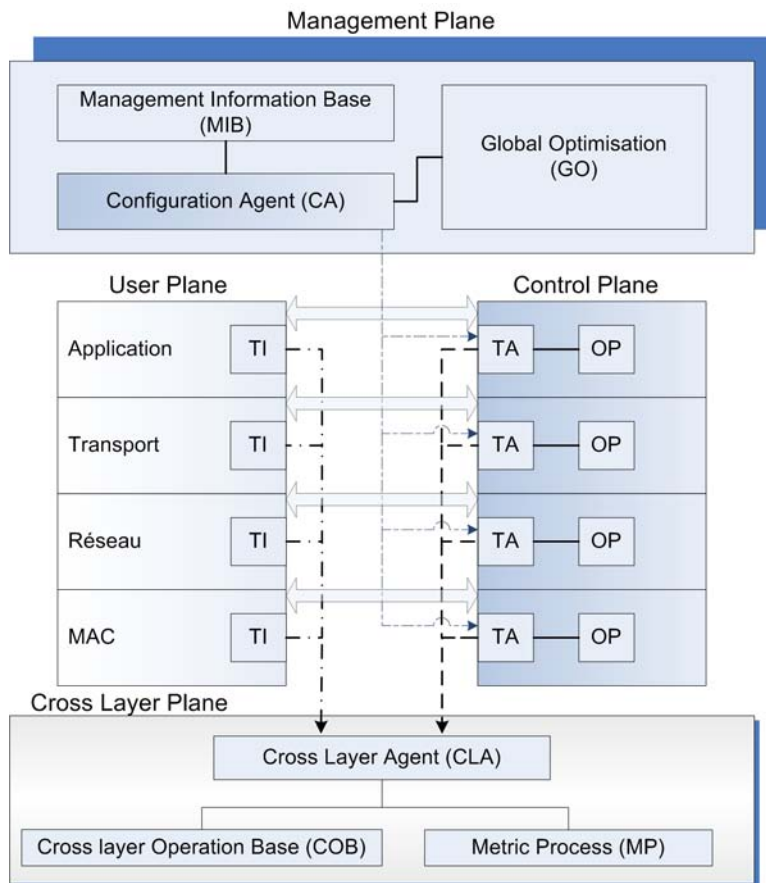 Management Plane
Management Information Base
(MIB)
Global Optimisation
(GO)
Configuration Agent (CA)
User Plane
Control Plane
Application
TI
TA
OP
Transport
TI
TA
OP
Réseau
TI
TA
OP
MAC
TI
TA
OP
Cross Layer Plane
Cross Layer Agent (CLA)
Cross layer Operation Base (COB)
Metric Process (MP)